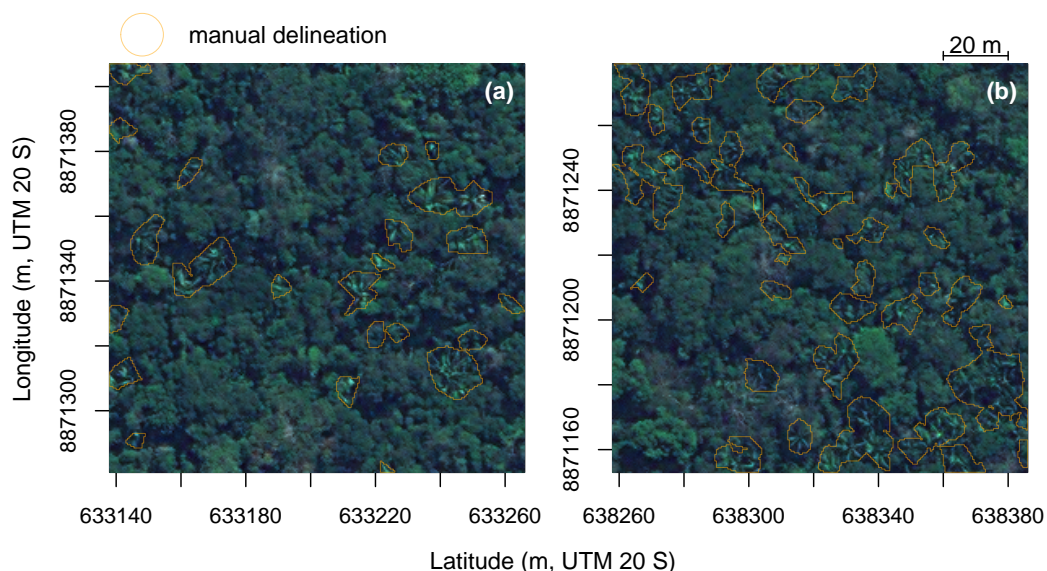 manual delineation
20 m
(a)
(b)
Longitude (m, UTM 20 S)
8871380
8871340
8871300
8871240
8871200
8871160
633140
633180
633220
633260
638260
638300
638340
638380
Latitude (m, UTM 20 S)